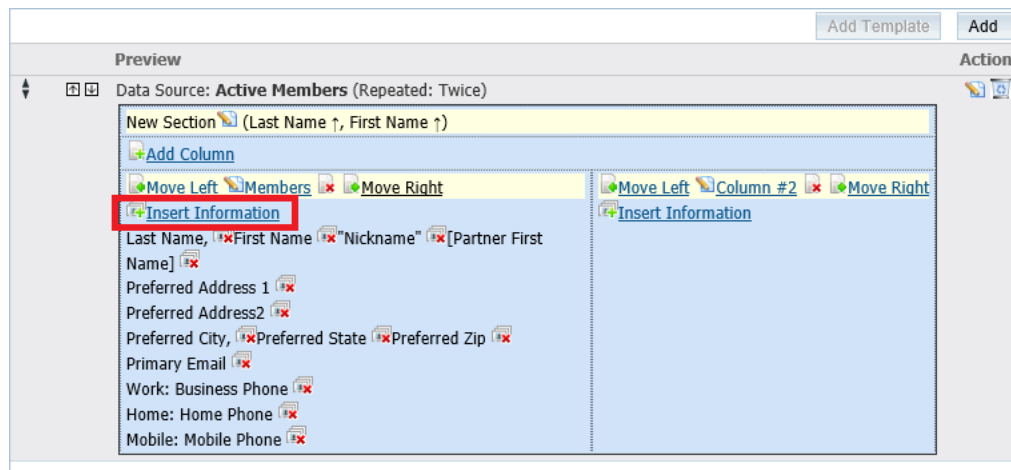 Add Template Add
Preview Action
Data Source: Active Members (Repeated: Twice)
New Section (Last Name ↑, First Name ↑)
Add Column
Move Left Members Move Right
Move Left Column #2 Move Right
Insert Information
Insert Information
Last Name, First Name "Nickname" [Partner First
Name]
Preferred Address 1
Preferred Address2
Preferred City, Preferred State Preferred Zip
Primary Email
Work: Business Phone
Home: Home Phone
Mobile: Mobile Phone